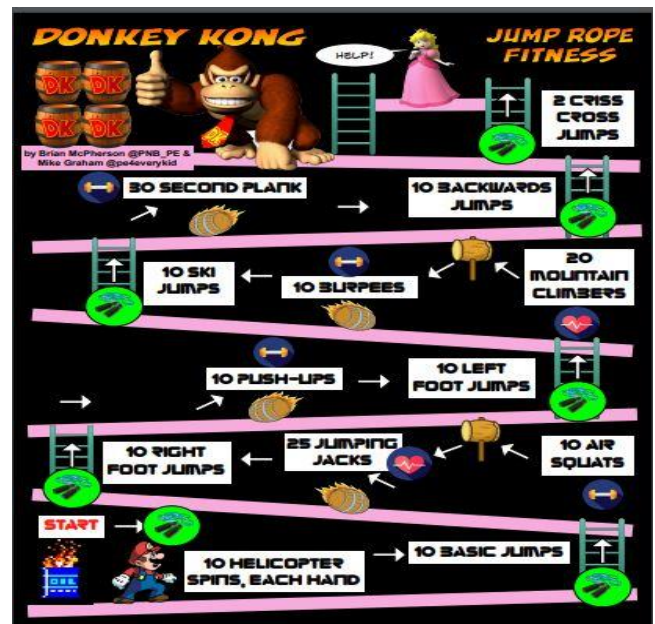 DONKEY KONG
JUMP ROPE
FITNESS
HELP!
DK DK
DK DK
2 CRISS
CROSS
JUMPS
by Brian McPherson @PNB_PE &
Mike Graham @pe4everykid
30 SECOND PLANK
10 BACKWARDS
JUMPS
10 SKI
JUMPS
10 BURPEES
20
MOUNTAIN
CLIMBERS
10 PUSH-UPS
10 LEFT
FOOT JUMPS
10 RIGHT
FOOT JUMPS
25 JUMPING
JACKS
10 AIR
SQUATS
START
OIL
10 HELICOPTER
SPINS, EACH HAND
10 BASIC JUMPS